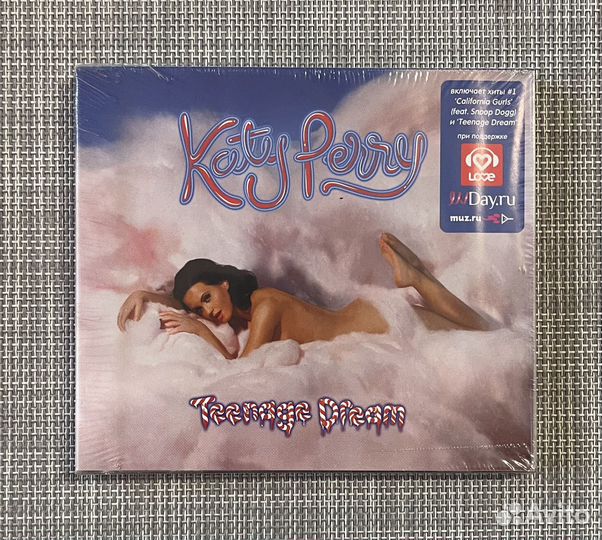 Katy Perry
включает хиты #1
'California Gurls'
(feat. Snoop Dogg)
и 'Teenage Dream'
при поддержке
LOVE
Day.ru
muz.ru
Teenage Dream
Avito